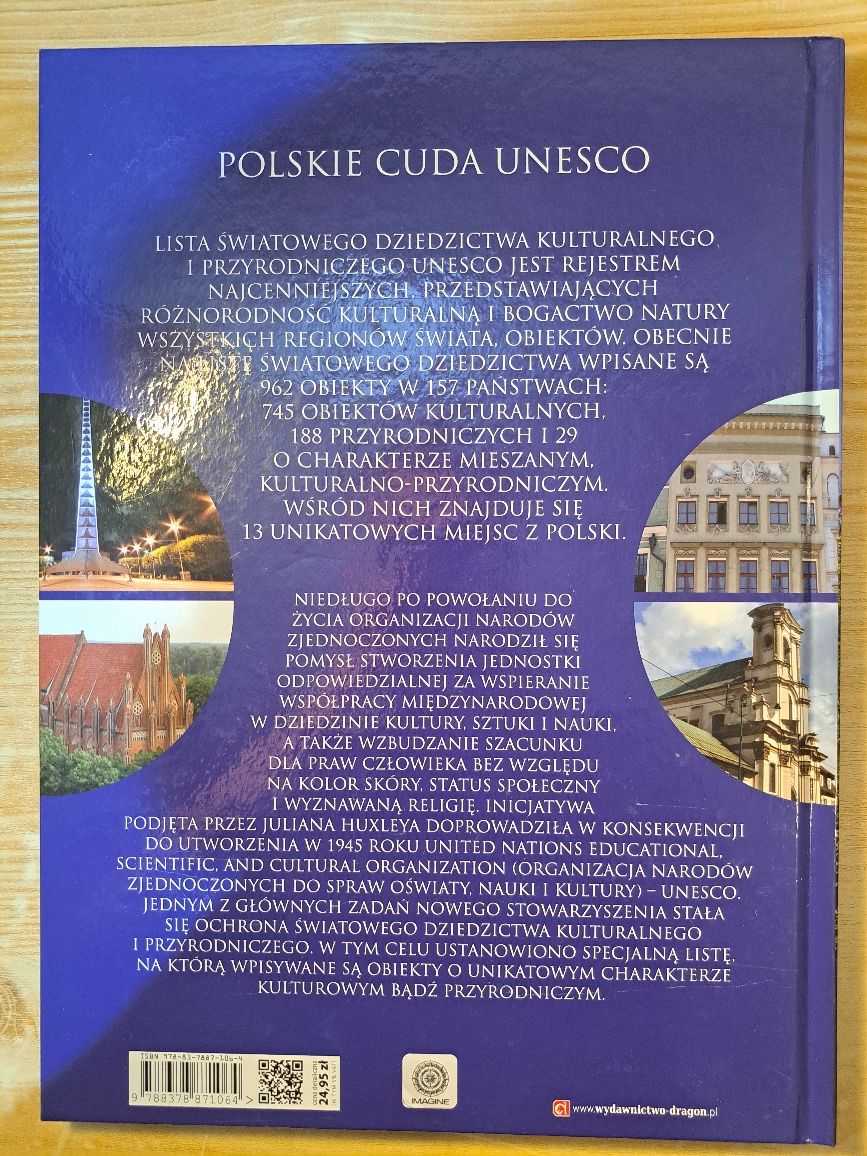 POLSKIE CUDA UNESCO
LISTA ŚWIATOWEGO DZIEDZICTWA KULTURALNEGO
I PRZYRODNICZEGO UNESCO JEST REJESTREM
NAJCENNIEJSZYCH, PRZEDSTAWIAJĄCYCH
RÓŻNORODNOŚĆ KULTURALNĄ I BOGACTWO NATURY
WSZYSTKICH REGIONÓW ŚWIATA, OBIEKTÓW. OBECNIE
NA LISTĘ ŚWIATOWEGO DZIEDZICTWA WPISANE SĄ
962 OBIEKTY W 157 PAŃSTWACH:
745 OBIEKTÓW KULTURALNYCH,
188 PRZYRODNICZYCH I 29
O CHARAKTERZE MIESZANYM,
KULTURALNO-PRZYRODNICZYM.
WŚRÓD NICH ZNAJDUJE SIĘ
13 UNIKATOWYCH MIEJSC Z POLSKI.
NIEDŁUGO PO POWOŁANIU DO
ŻYCIA ORGANIZACJI NARODÓW
ZJEDNOCZONYCH NARODZIŁ SIĘ
POMYSŁ STWORZENIA JEDNOSTKI
ODPOWIEDZIALNEJ ZA WSPIERANIE
WSPÓŁPRACY MIĘDZYNARODOWEJ
W DZIEDZINIE KULTURY, SZTUKI I NAUKI,
A TAKŻE WZBUDZANIE SZACUNKU
DLA PRAW CZŁOWIEKA BEZ WZGLĘDU
NA KOLOR SKÓRY, STATUS SPOŁECZNY
I WYZNAWANĄ RELIGIĘ. INICJATYWA
PODJĘTA PRZEZ JULIANA HUXLEYA DOPROWADZIŁA W KONSEKWENCJI
DO UTWORZENIA W 1945 ROKU UNITED NATIONS EDUCATIONAL,
SCIENTIFIC, AND CULTURAL ORGANIZATION (ORGANIZACJA NARODÓW
ZJEDNOCZONYCH DO SPRAW OŚWIATY, NAUKI I KULTURY) – UNESCO.
JEDNYM Z GŁÓWNYCH ZADAŃ NOWEGO STOWARZYSZENIA STAŁA
SIĘ OCHRONA ŚWIATOWEGO DZIEDZICTWA KULTURALNEGO
I PRZYRODNICZEGO. W TYM CELU USTANOWIONO SPECJALNĄ LISTĘ,
NA KTÓRĄ WPISYWANE SĄ OBIEKTY O UNIKATOWYM CHARAKTERZE
KULTUROWYM BĄDŹ PRZYRODNICZYM.
ISBN 978-83-7887-106-4
9 788378 871064 >
cena detaliczna
24,95 zł
IMAGINE
www.wydawnictwo-dragon.pl